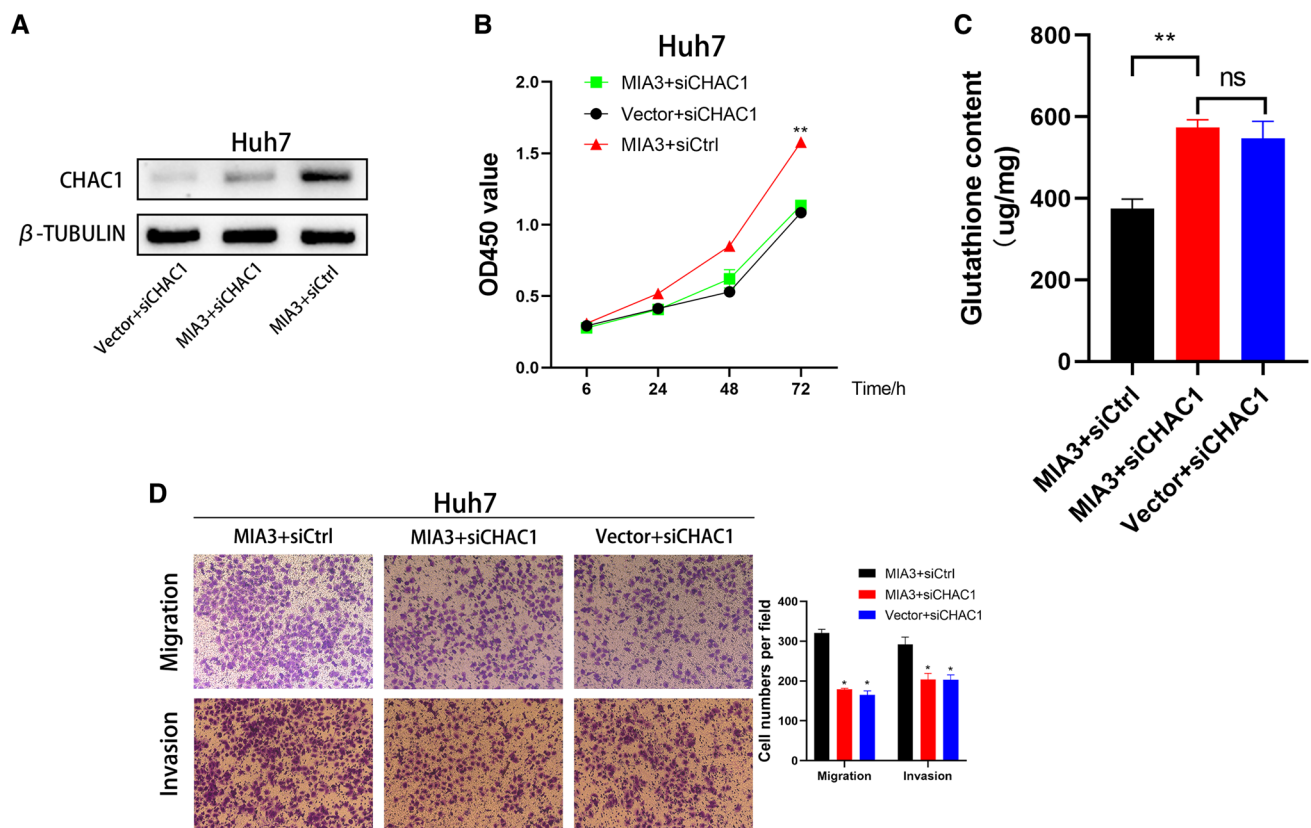 A
Huh7
CHAC1
β-TUBULIN
Vector+siCHAC1
MIA3+siCHAC1
MIA3+siCtrl
B
Huh7
MIA3+siCHAC1
Vector+siCHAC1
MIA3+siCtrl
**
OD450 value
2.0
1.5
1.0
0.5
0.0
6 24 48 72 Time/h
C
Glutathione content
(ug/mg)
800
600
400
200
0
**
ns
MIA3+siCtrl
MIA3+siCHAC1
Vector+siCHAC1
D
Huh7
MIA3+siCtrl MIA3+siCHAC1 Vector+siCHAC1
Migration
Invasion
MIA3+siCtrl
MIA3+siCHAC1
Vector+siCHAC1
Cell numbers per field
400
300
200
100
0
* * * *
Migration Invasion